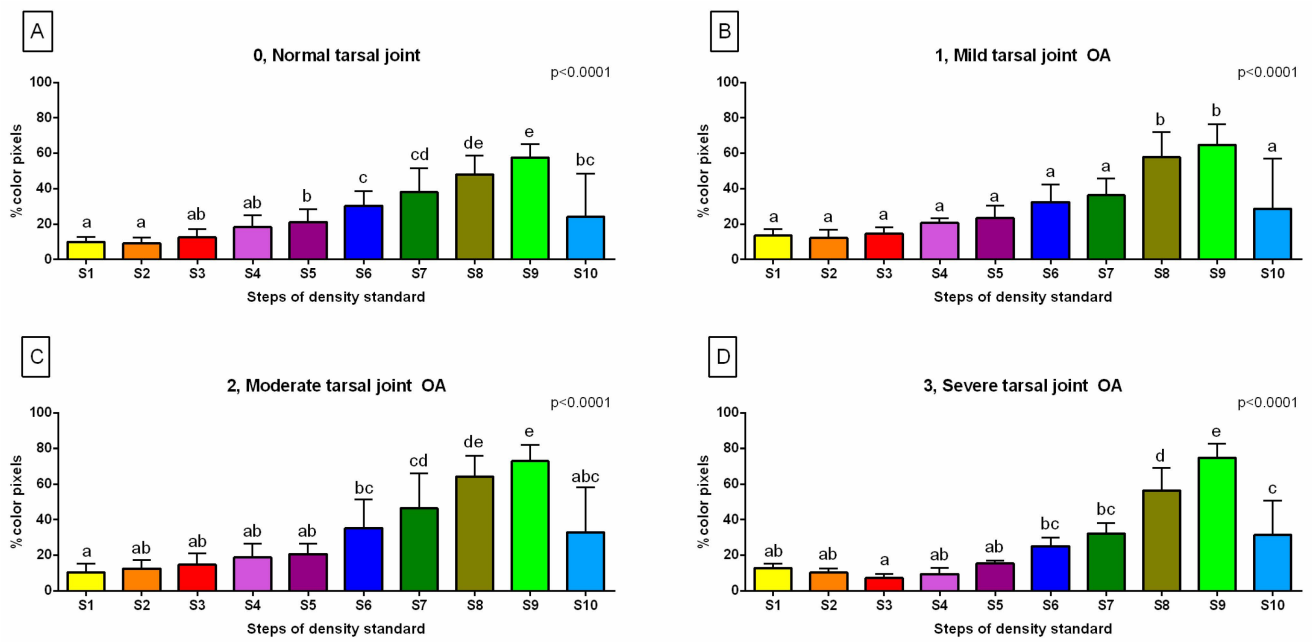 A
0, Normal tarsal joint
p<0.0001
% color pixels
100
80
60
40
20
0
a a ab ab b c cd de e bc
S1 S2 S3 S4 S5 S6 S7 S8 S9 S10
Steps of density standard
B
1, Mild tarsal joint OA
p<0.0001
% color pixels
100
80
60
40
20
0
a a a a a a a b b a
S1 S2 S3 S4 S5 S6 S7 S8 S9 S10
Steps of density standard
C
2, Moderate tarsal joint OA
p<0.0001
% color pixels
100
80
60
40
20
0
a ab ab ab ab bc cd de e abc
S1 S2 S3 S4 S5 S6 S7 S8 S9 S10
Steps of density standard
D
3, Severe tarsal joint OA
p<0.0001
% color pixels
100
80
60
40
20
0
ab ab a ab ab bc bc d e c
S1 S2 S3 S4 S5 S6 S7 S8 S9 S10
Steps of density standard